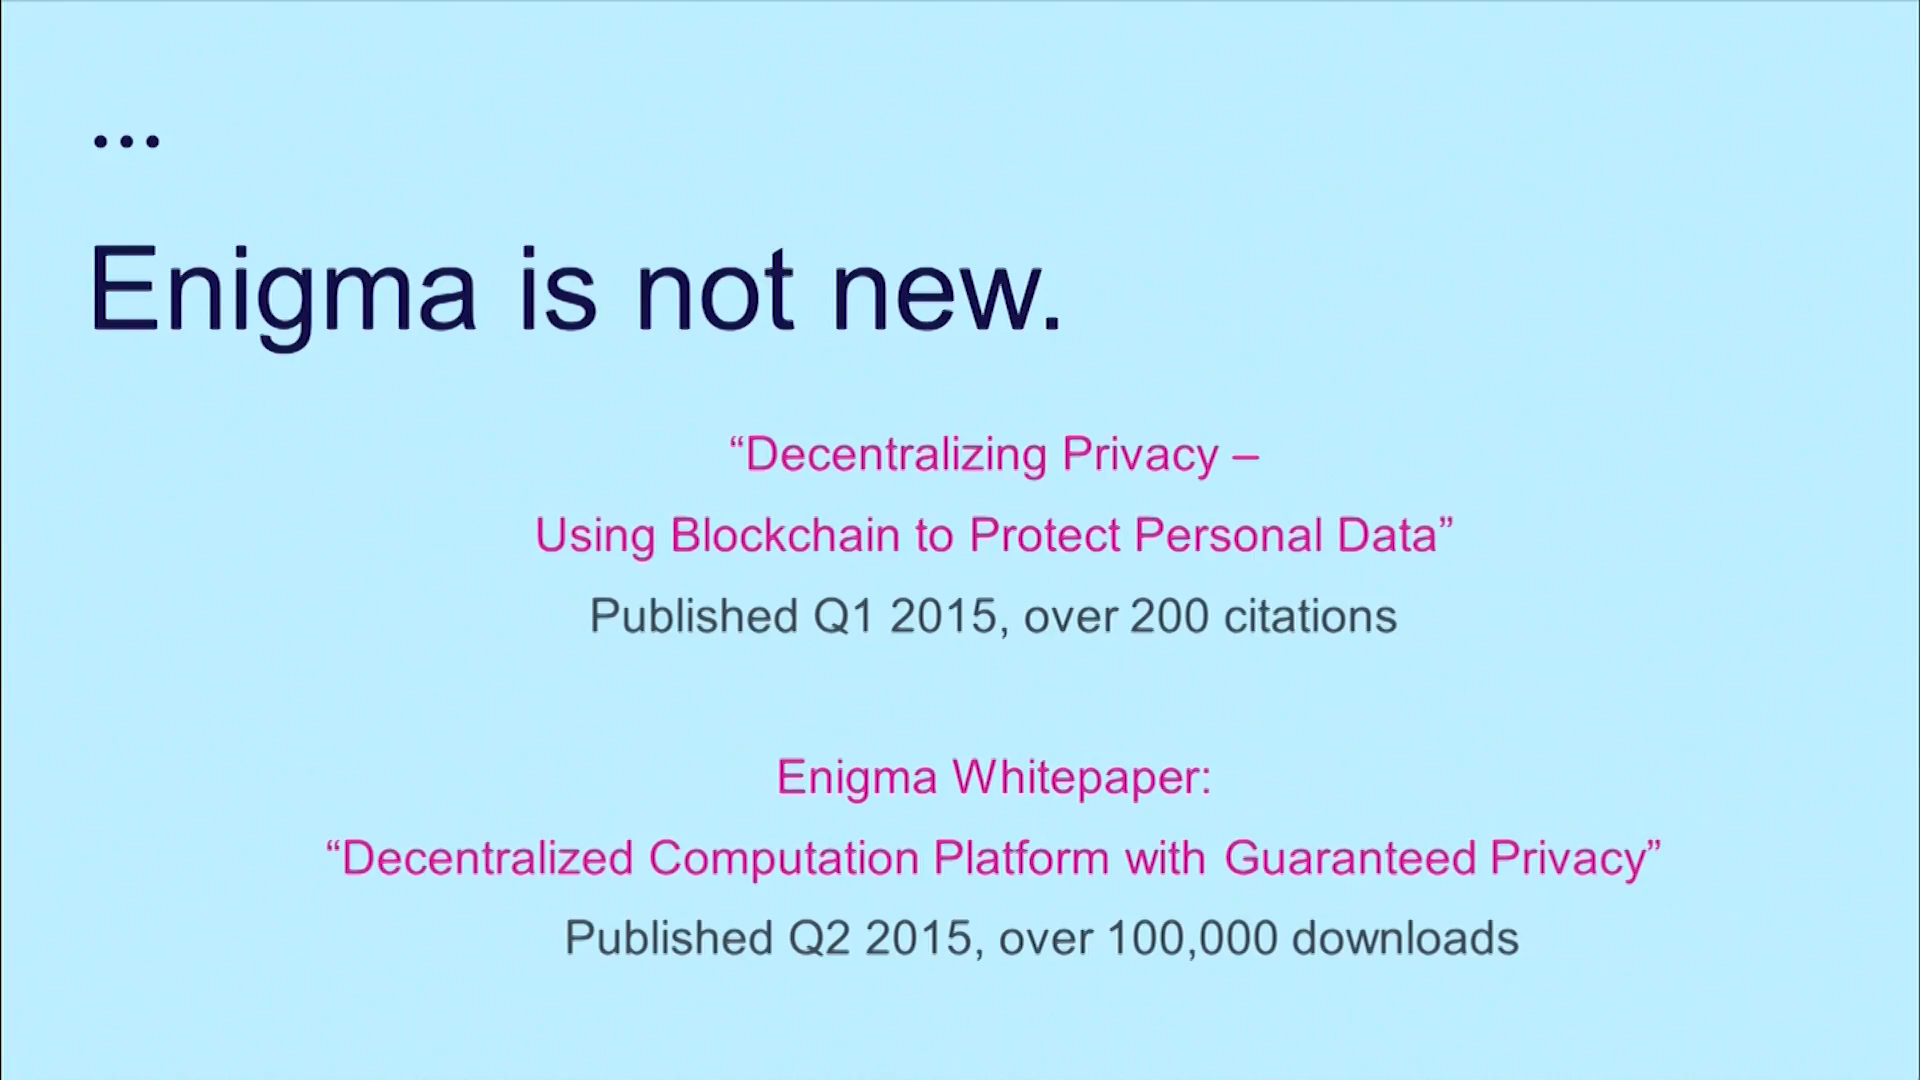 ...
Enigma is not new.
“Decentralizing Privacy –
Using Blockchain to Protect Personal Data”
Published Q1 2015, over 200 citations
Enigma Whitepaper:
“Decentralized Computation Platform with Guaranteed Privacy”
Published Q2 2015, over 100,000 downloads